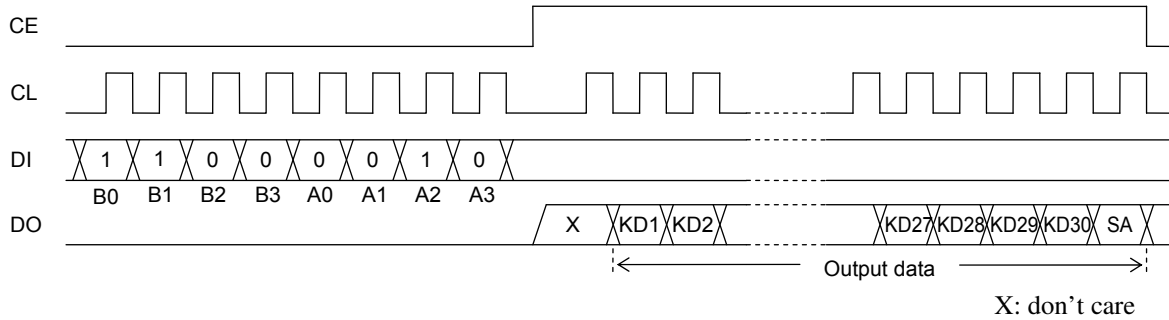 CE
CL
DI 1 1 0 0 0 0 1 0
B0 B1 B2 B3 A0 A1 A2 A3
DO X KD1 KD2 KD27 KD28 KD29 KD30 SA
Output data
X: don’t care